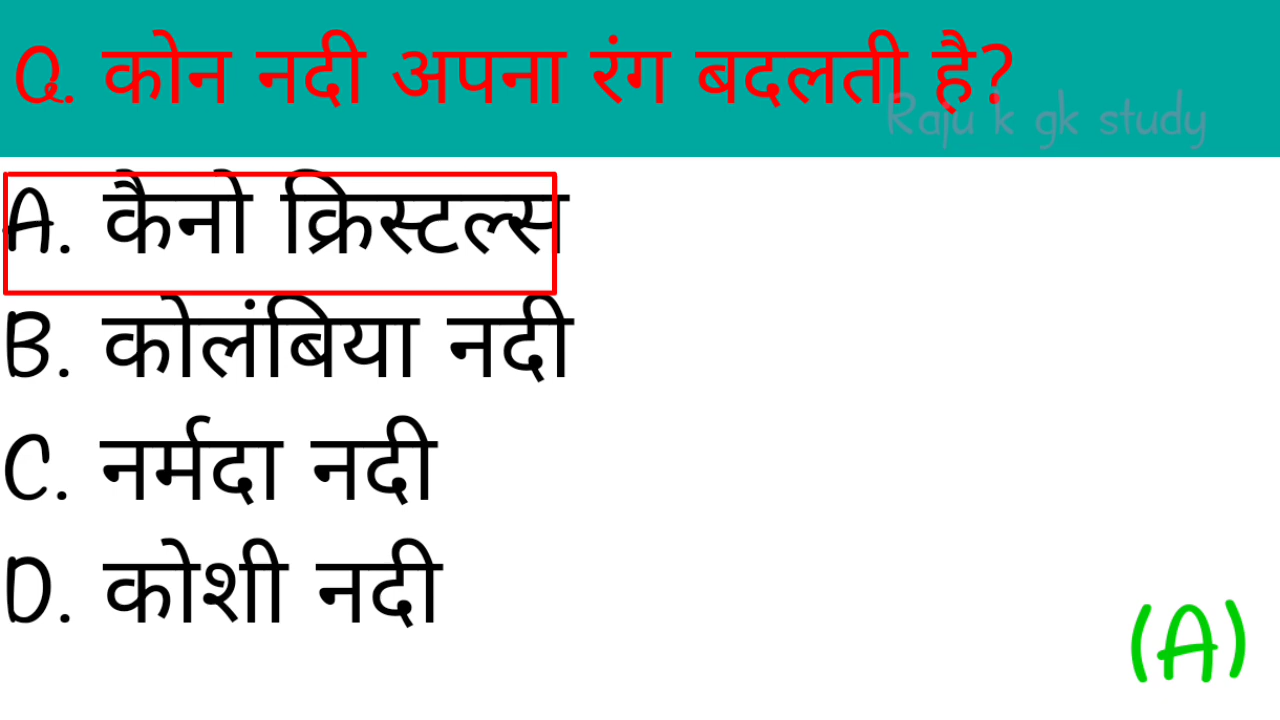 Q. कोन नदी अपना रंग बदलती है?
Raju k gk study
A. कैनो क्रिस्टल्स
B. कोलंबिया नदी
C. नर्मदा नदी
D. कोशी नदी
(A)